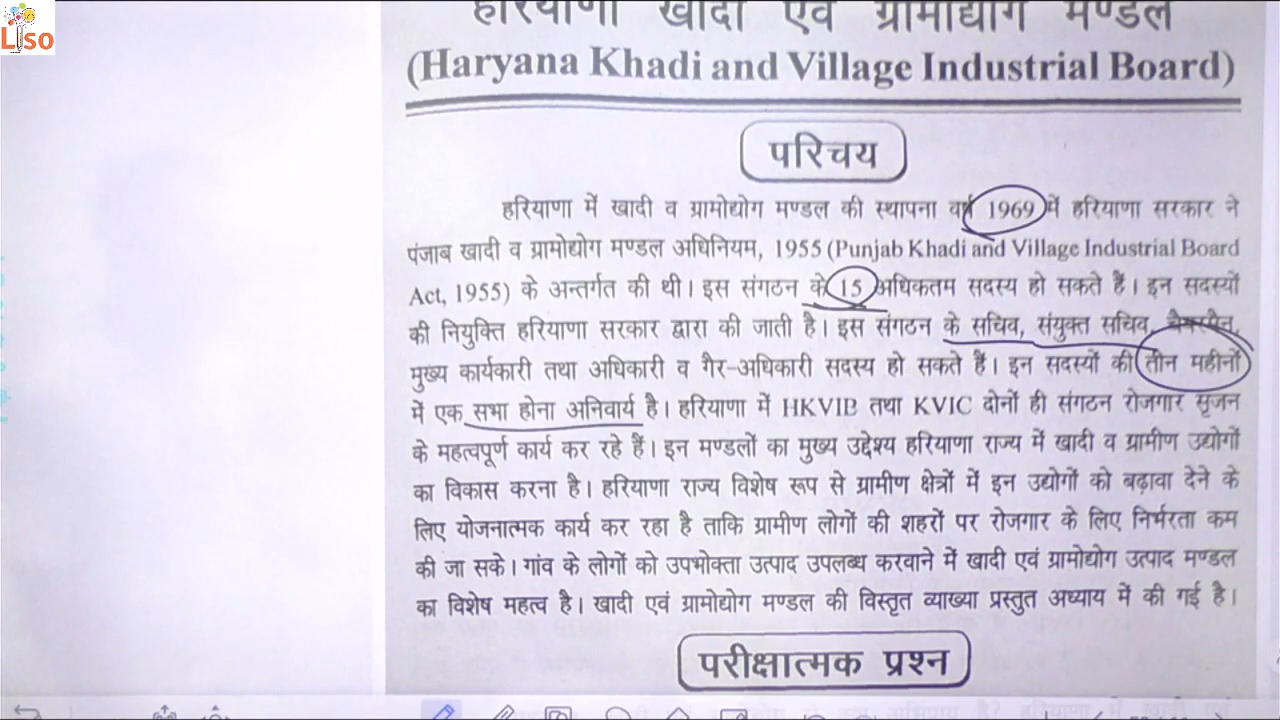 Liso
हरियाणा खादी एवं ग्रामोद्योग मण्डल
(Haryana Khadi and Village Industrial Board)
परिचय
हरियाणा में खादी व ग्रामोद्योग मण्डल की स्थापना वर्ष 1969 में हरियाणा सरकार ने
पंजाब खादी व ग्रामोद्योग मण्डल अधिनियम, 1955 (Punjab Khadi and Village Industrial Board
Act, 1955) के अन्तर्गत की थी। इस संगठन के 15 अधिकतम सदस्य हो सकते हैं। इन सदस्यों
की नियुक्ति हरियाणा सरकार द्वारा की जाती है। इस संगठन के सचिव, संयुक्त सचिव, चैयरमैन,
मुख्य कार्यकारी तथा अधिकारी व गैर-अधिकारी सदस्य हो सकते हैं। इन सदस्यों की तीन महीनों
में एक सभा होना अनिवार्य है। हरियाणा में HKVIB तथा KVIC दोनों ही संगठन रोजगार सृजन
के महत्वपूर्ण कार्य कर रहे हैं। इन मण्डलों का मुख्य उद्देश्य हरियाणा राज्य में खादी व ग्रामीण उद्योगों
का विकास करना है। हरियाणा राज्य विशेष रूप से ग्रामीण क्षेत्रों में इन उद्योगों को बढ़ावा देने के
लिए योजनात्मक कार्य कर रहा है ताकि ग्रामीण लोगों की शहरों पर रोजगार के लिए निर्भरता कम
की जा सके। गांव के लोगों को उपभोक्ता उत्पाद उपलब्ध करवाने में खादी एवं ग्रामोद्योग उत्पाद मण्डल
का विशेष महत्व है। खादी एवं ग्रामोद्योग मण्डल की विस्तृत व्याख्या प्रस्तुत अध्याय में की गई है।
परीक्षात्मक प्रश्न